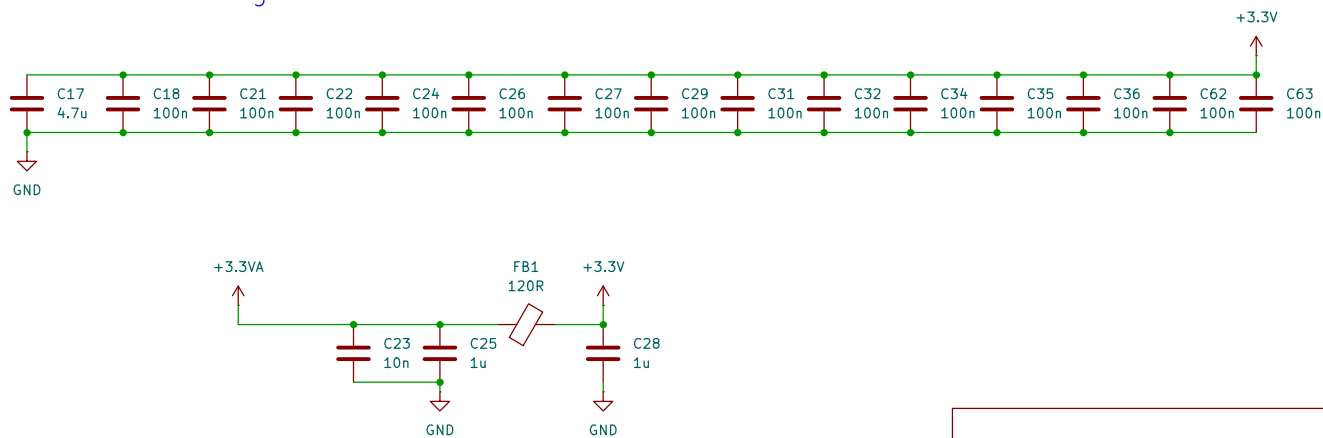 +3.3V
C17 C18 C21 C22 C24 C26 C27 C29 C31 C32 C34 C35 C36 C62 C63
4.7u 100n 100n 100n 100n 100n 100n 100n 100n 100n 100n 100n 100n 100n 100n
GND
+3.3VA FB1 +3.3V
120R
C23 C25 C28
10n 1u 1u
GND GND